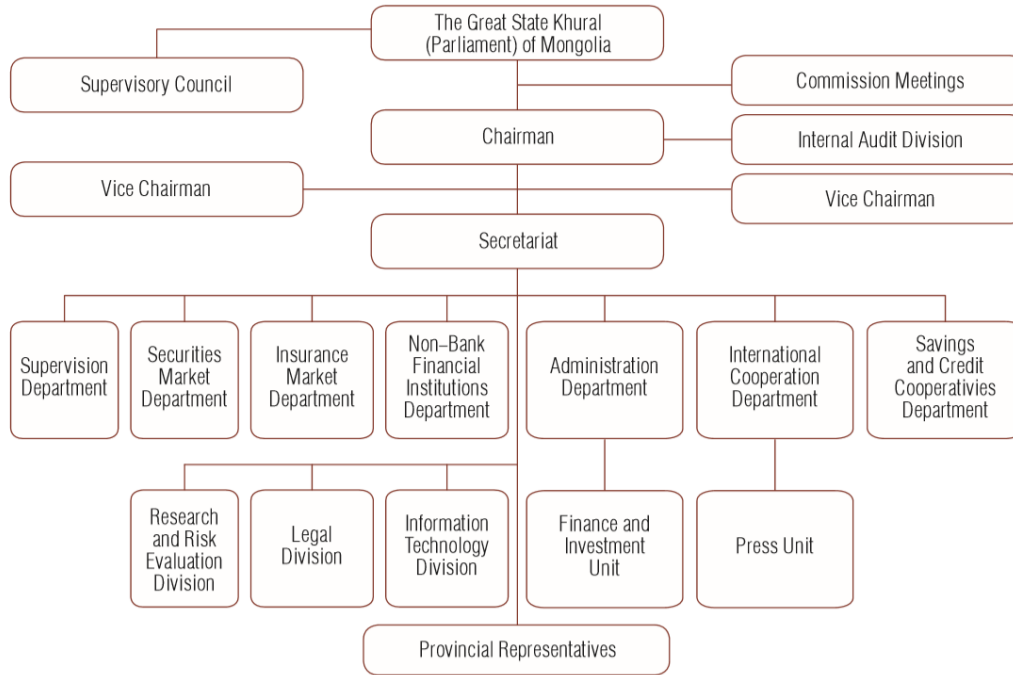 The Great State Khural
(Parliament) of Mongolia
Supervisory Council
Commission Meetings
Chairman
Internal Audit Division
Vice Chairman
Vice Chairman
Secretariat
Supervision
Department
Securities
Market
Department
Insurance
Market
Department
Non–Bank
Financial
Institutions
Department
Administration
Department
International
Cooperation
Department
Savings
and Credit
Cooperativies
Department
Research
and Risk
Evaluation
Division
Legal
Division
Information
Technology
Division
Finance and
Investment
Unit
Press Unit
Provincial Representatives